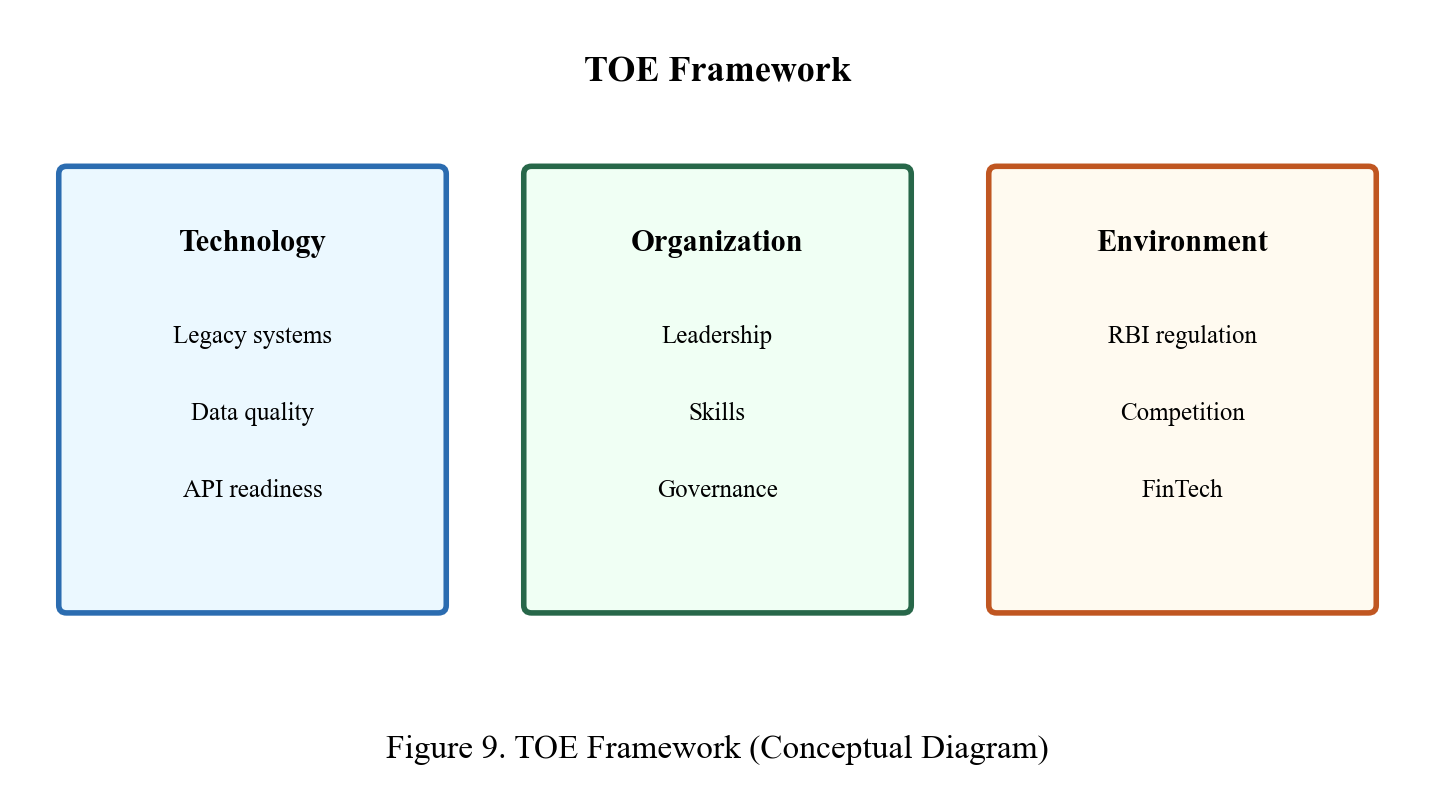 TOE Framework
Technology
Legacy systems
Data quality
API readiness
Organization
Leadership
Skills
Governance
Environment
RBI regulation
Competition
FinTech
Figure 9. TOE Framework (Conceptual Diagram)